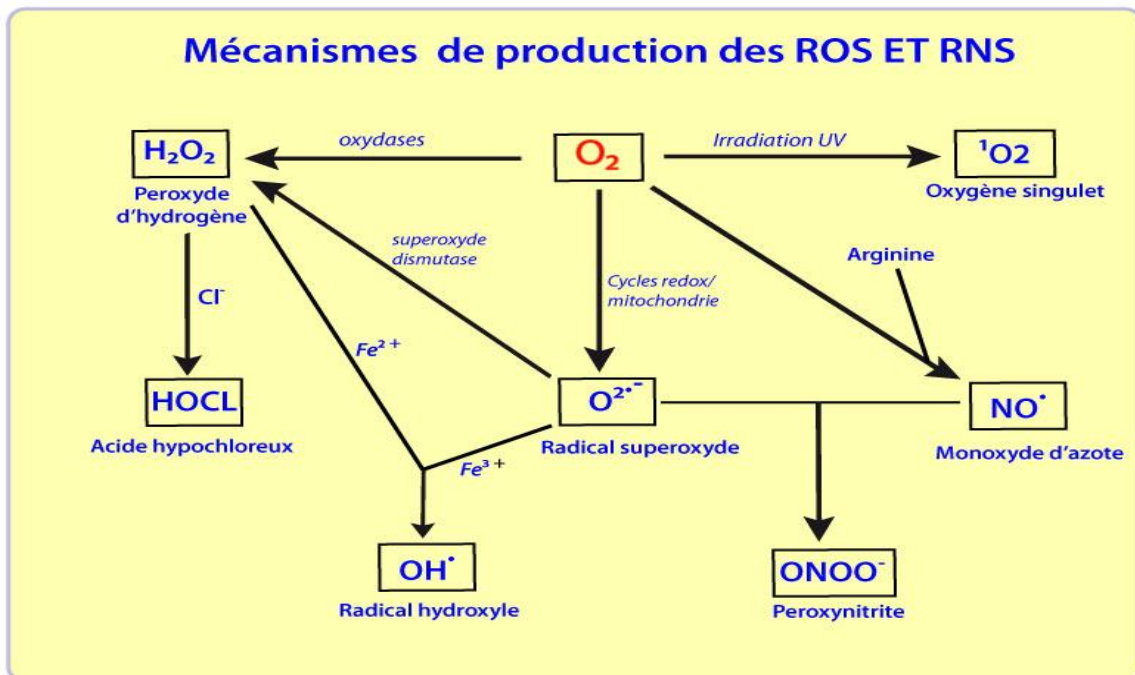 Mécanismes de production des ROS ET RNS
oxydases
Irradiation UV
H₂O₂
O₂
¹O2
Peroxyde
d'hydrogène
Oxygène singulet
superoxyde
dismutase
Arginine
Cycles redox/
mitochondrie
Cl⁻
Fe²⁺
HOCL
O²·⁻
NO·
Acide hypochloreux
Radical superoxyde
Monoxyde d'azote
Fe³⁺
OH·
ONOO⁻
Radical hydroxyle
Peroxynitrite